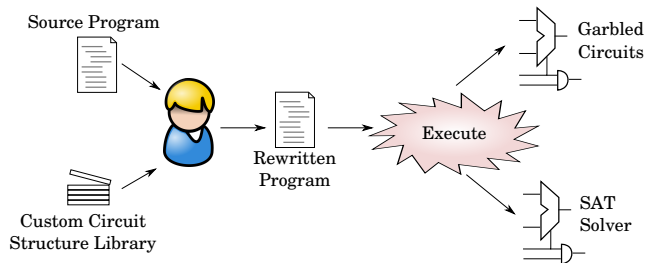 Source Program
Custom Circuit
Structure Library
Rewritten
Program
Execute
Garbled
Circuits
SAT
Solver